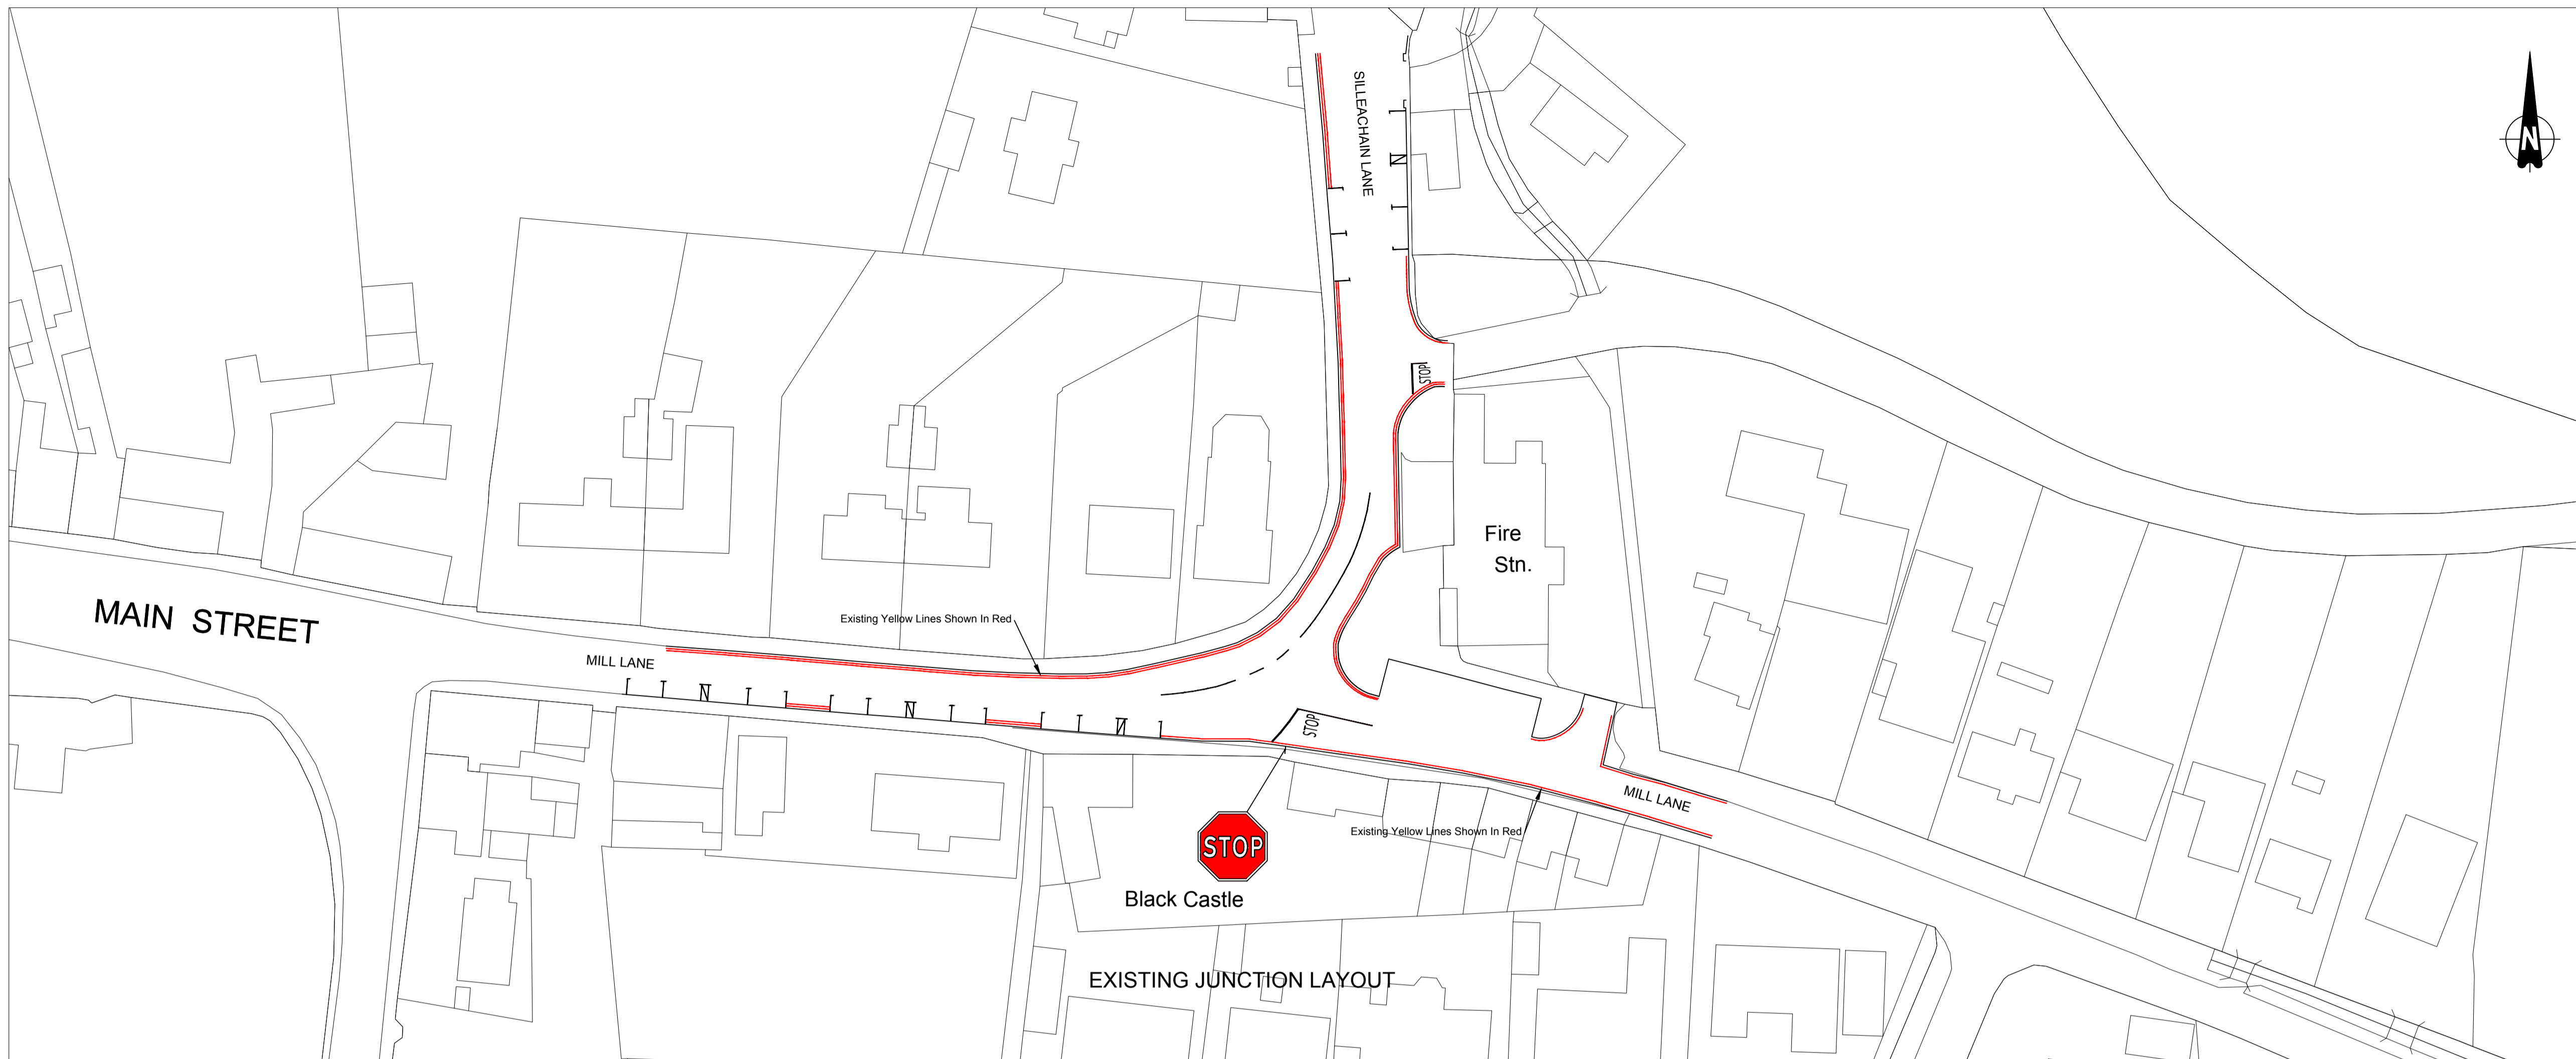 SILLEACHAIN LANE
N
STOP
Fire
Stn.
MAIN STREET
Existing Yellow Lines Shown In Red
MILL LANE
STOP
MILL LANE
Existing Yellow Lines Shown In Red
STOP
Black Castle
EXISTING JUNCTION LAYOUT